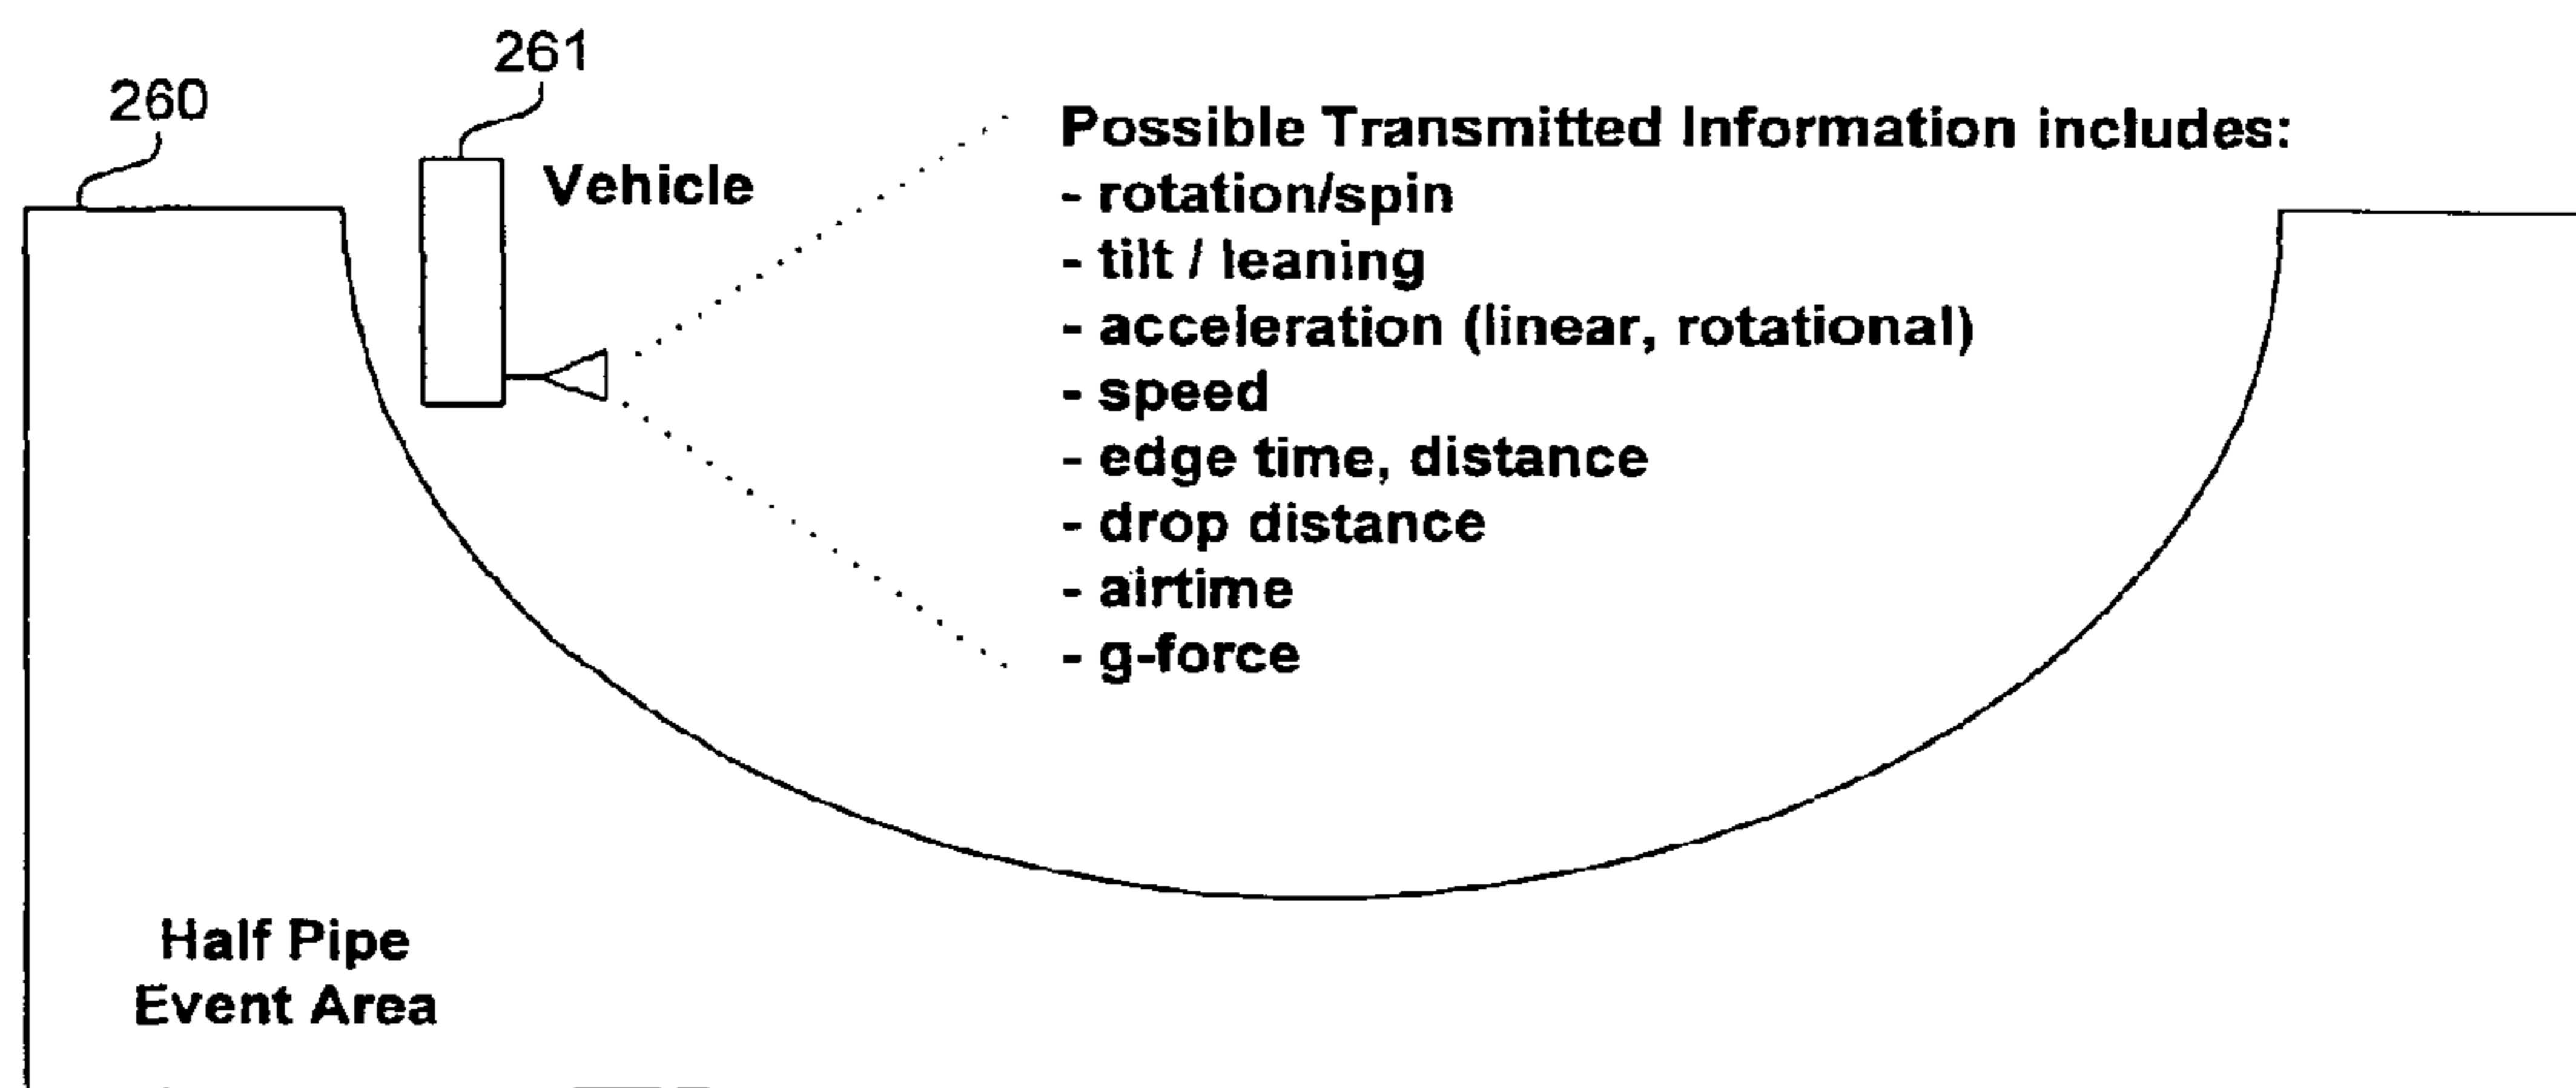 261
260
Vehicle
Possible Transmitted Information includes:
- rotation/spin
- tilt / leaning
- acceleration (linear, rotational)
- speed
- edge time, distance
- drop distance
- airtime
- g-force
Half Pipe
Event Area